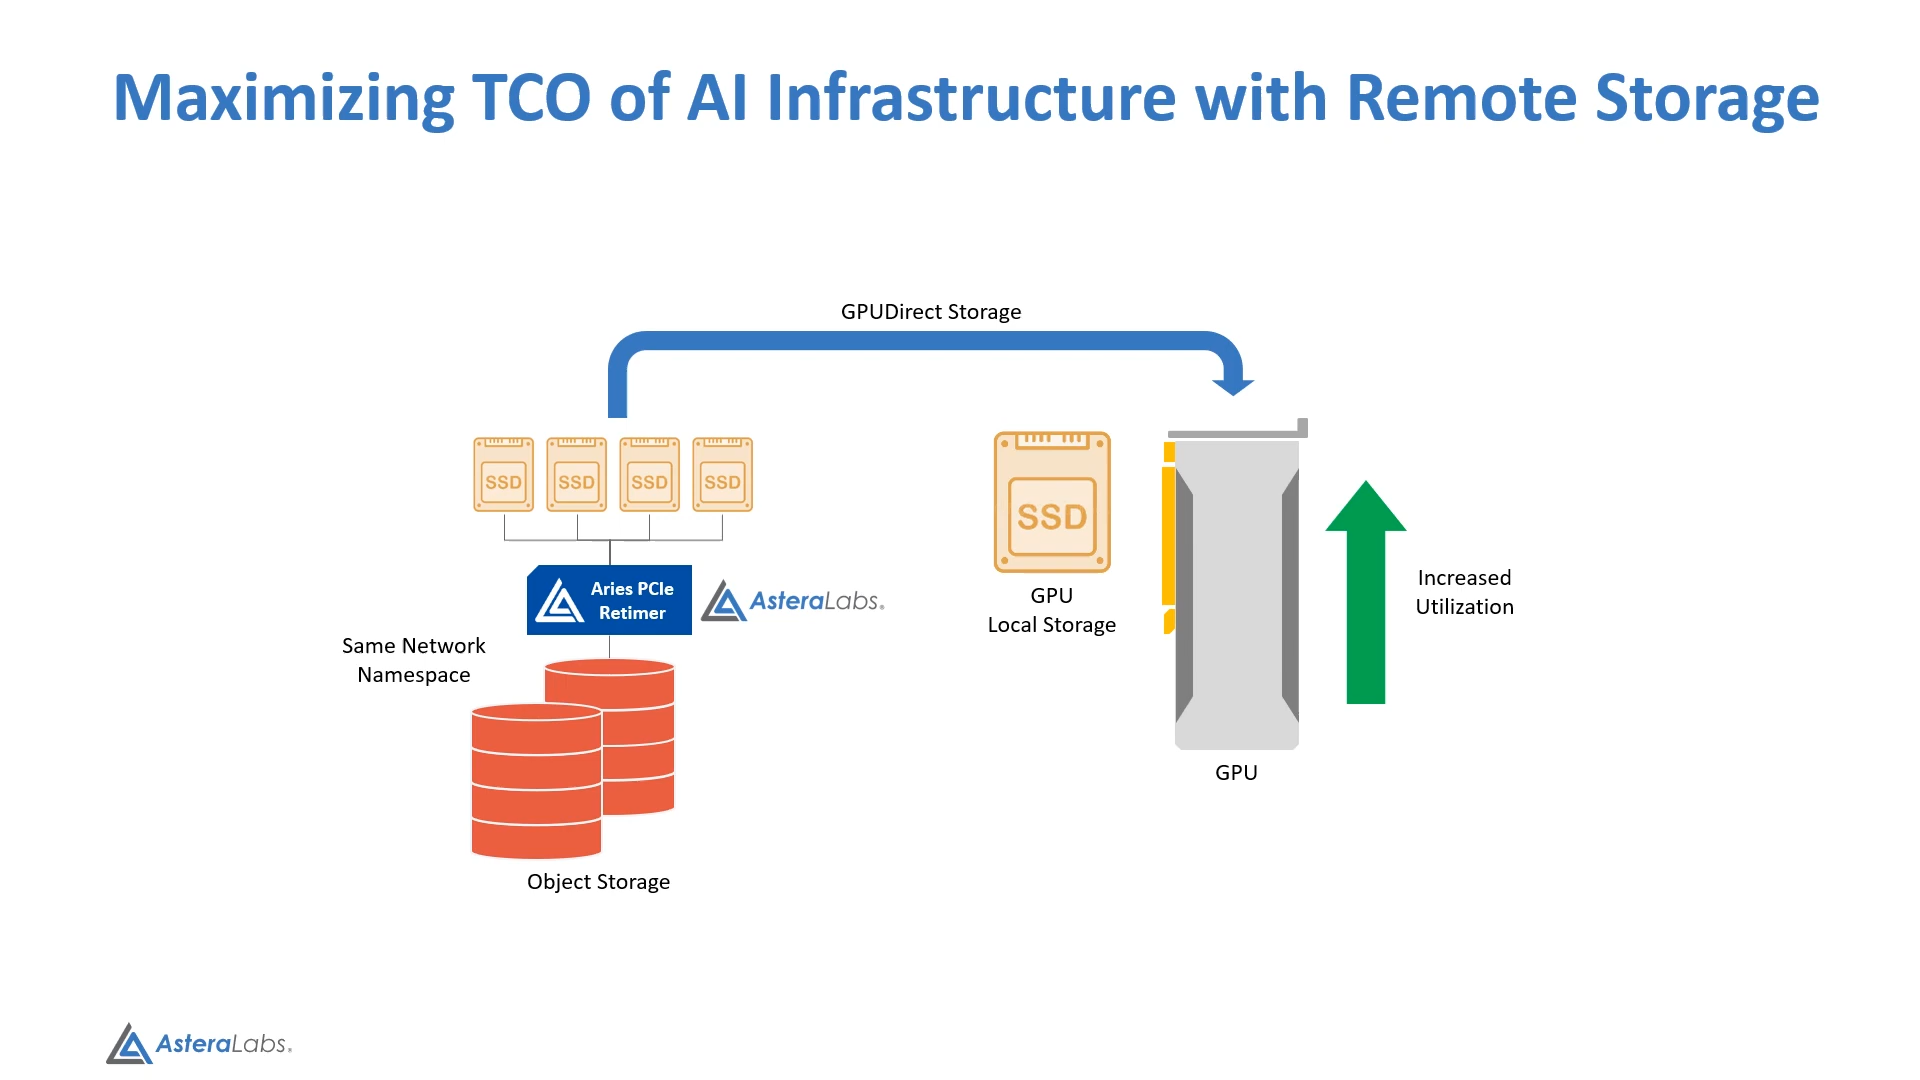 Maximizing TCO of AI Infrastructure with Remote Storage
GPUDirect Storage
SSD
SSD
SSD
SSD
Aries PCIe
Retimer
AsteraLabs®
Same Network
Namespace
Object Storage
SSD
GPU
Local Storage
GPU
Increased
Utilization
AsteraLabs®